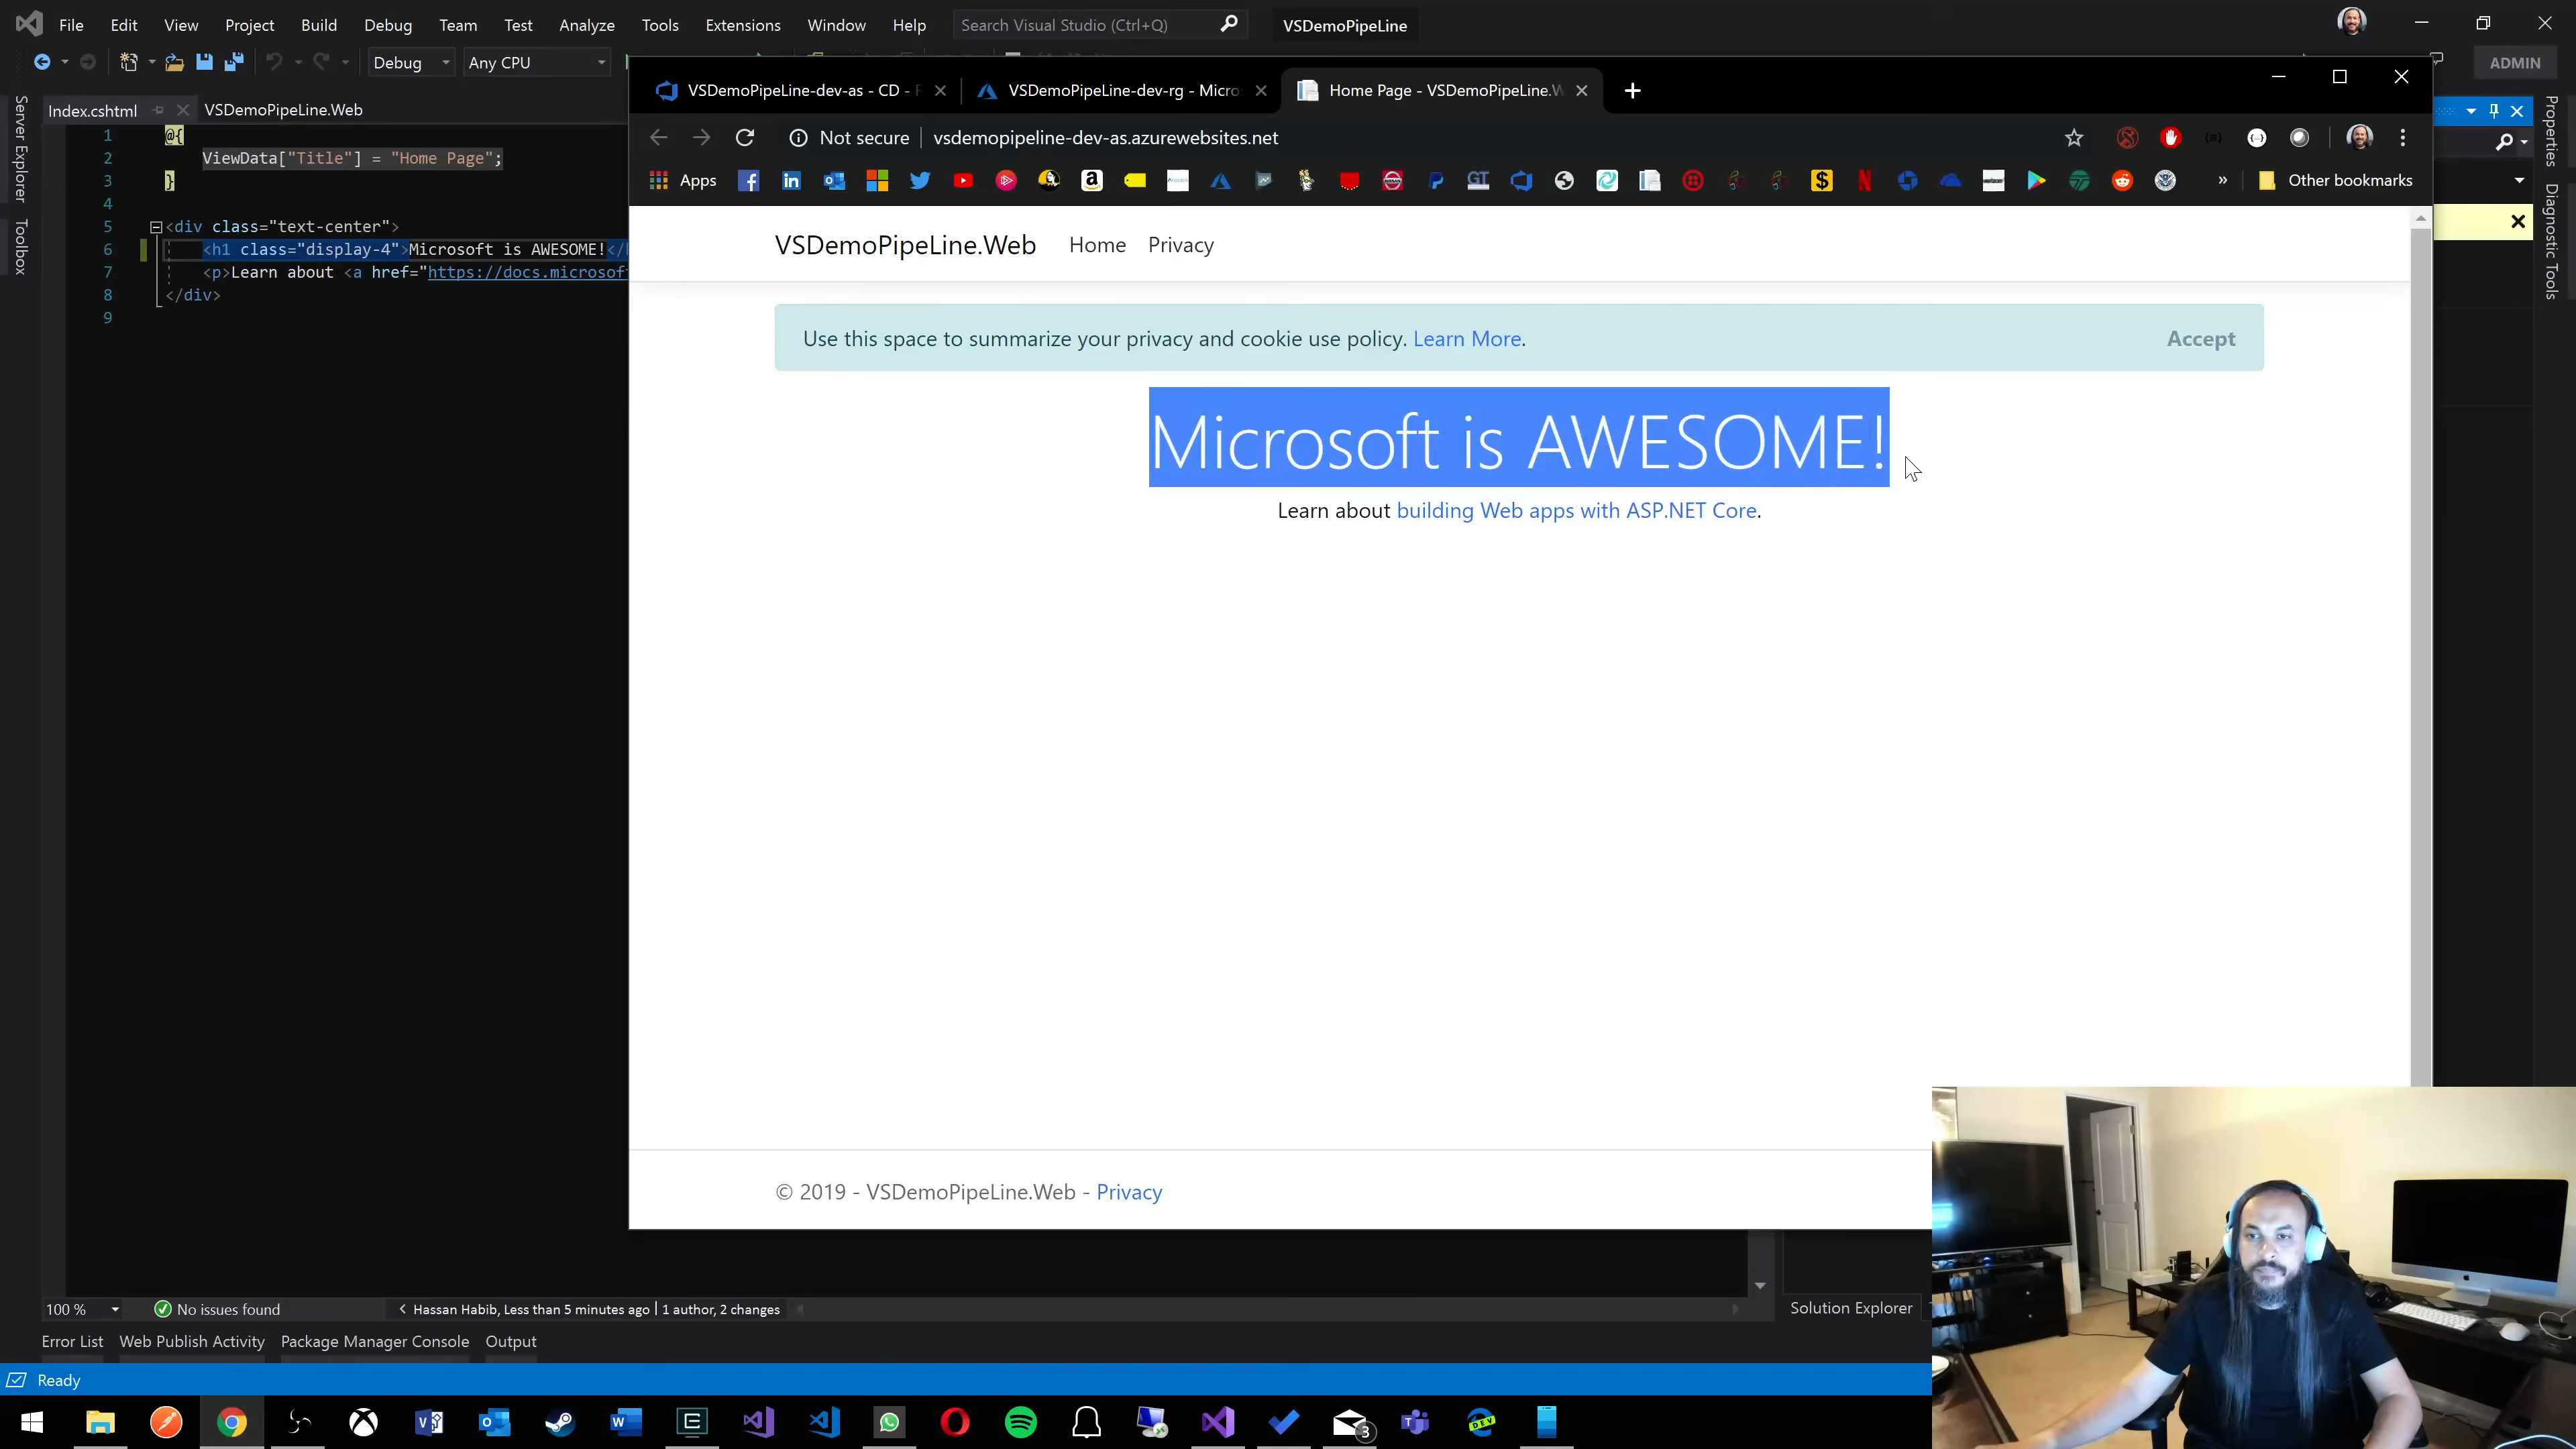 File Edit View Project Build Debug Team Test Analyze Tools Extensions Window Help Search Visual Studio (Ctrl+Q) VSDemoPipeLine
Debug Any CPU ADMIN
Index.cshtml VSDemoPipeLine.Web
Server Explorer
Toolbox
1 @{
2 ViewData["Title"] = "Home Page";
3 }
4
5 <div class="text-center">
6 <h1 class="display-4">Microsoft is AWESOME!</
7 <p>Learn about <a href="https://docs.microsof
8 </div>
9
VSDemoPipeLine-dev-as - CD - VSDemoPipeLine-dev-rg - Micro Home Page - VSDemoPipeLine.W
Not secure vsdemopipeline-dev-as.azurewebsites.net
Apps GT Other bookmarks
VSDemoPipeLine.Web Home Privacy
Use this space to summarize your privacy and cookie use policy. Learn More. Accept
Microsoft is AWESOME!
Learn about building Web apps with ASP.NET Core.
© 2019 - VSDemoPipeLine.Web - Privacy
Properties
Diagnostic Tools
100 % No issues found Hassan Habib, Less than 5 minutes ago | 1 author, 2 changes
Solution Explorer
Error List Web Publish Activity Package Manager Console Output
Ready
3
DEV